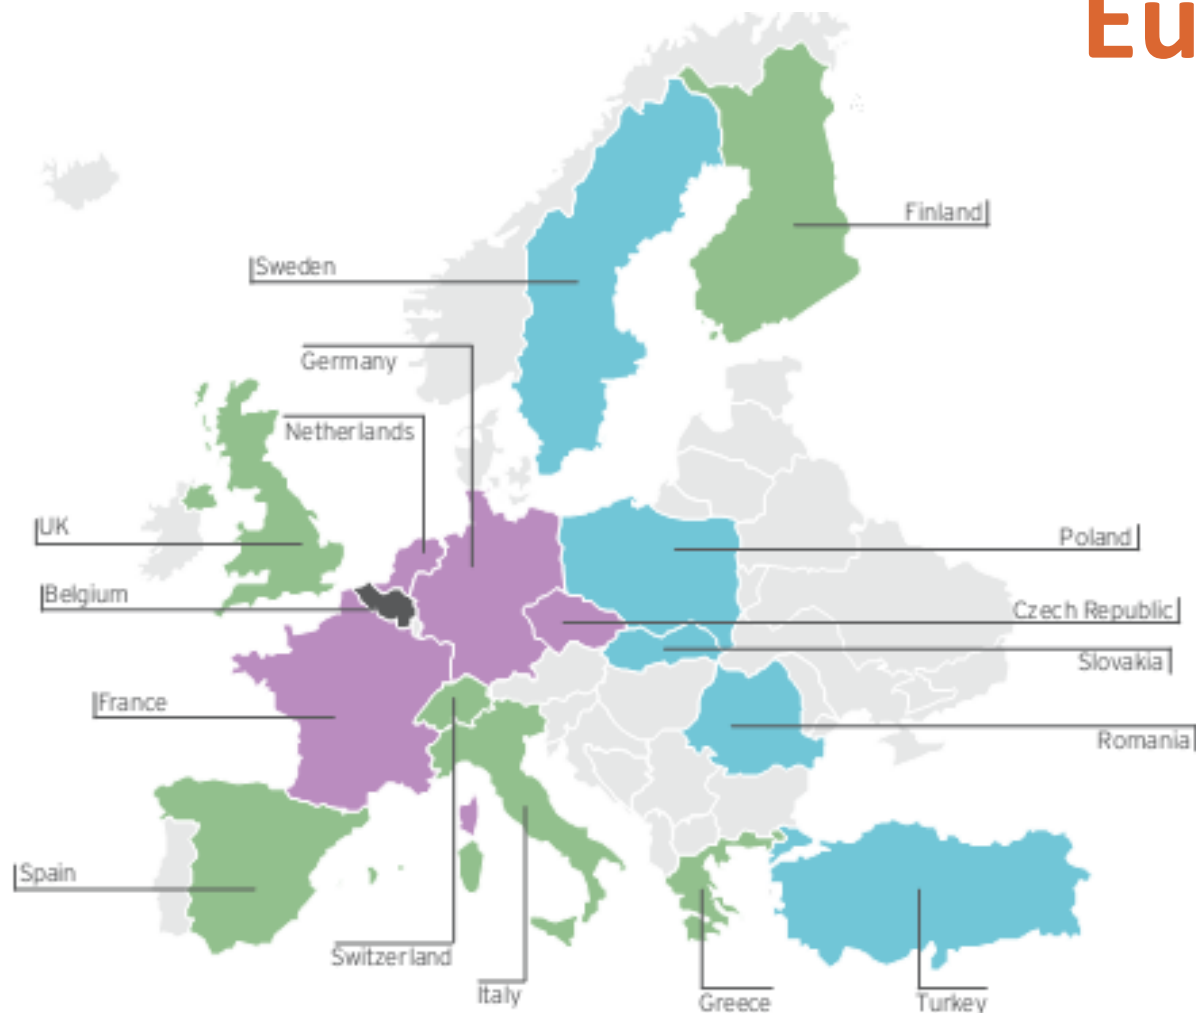 Eu
Finland
Sweden
Germany
Netherlands
UK
Poland
Belgium
Czech Republic
Slovakia
France
Romania
Spain
Switzerland
Italy
Greece
Turkey